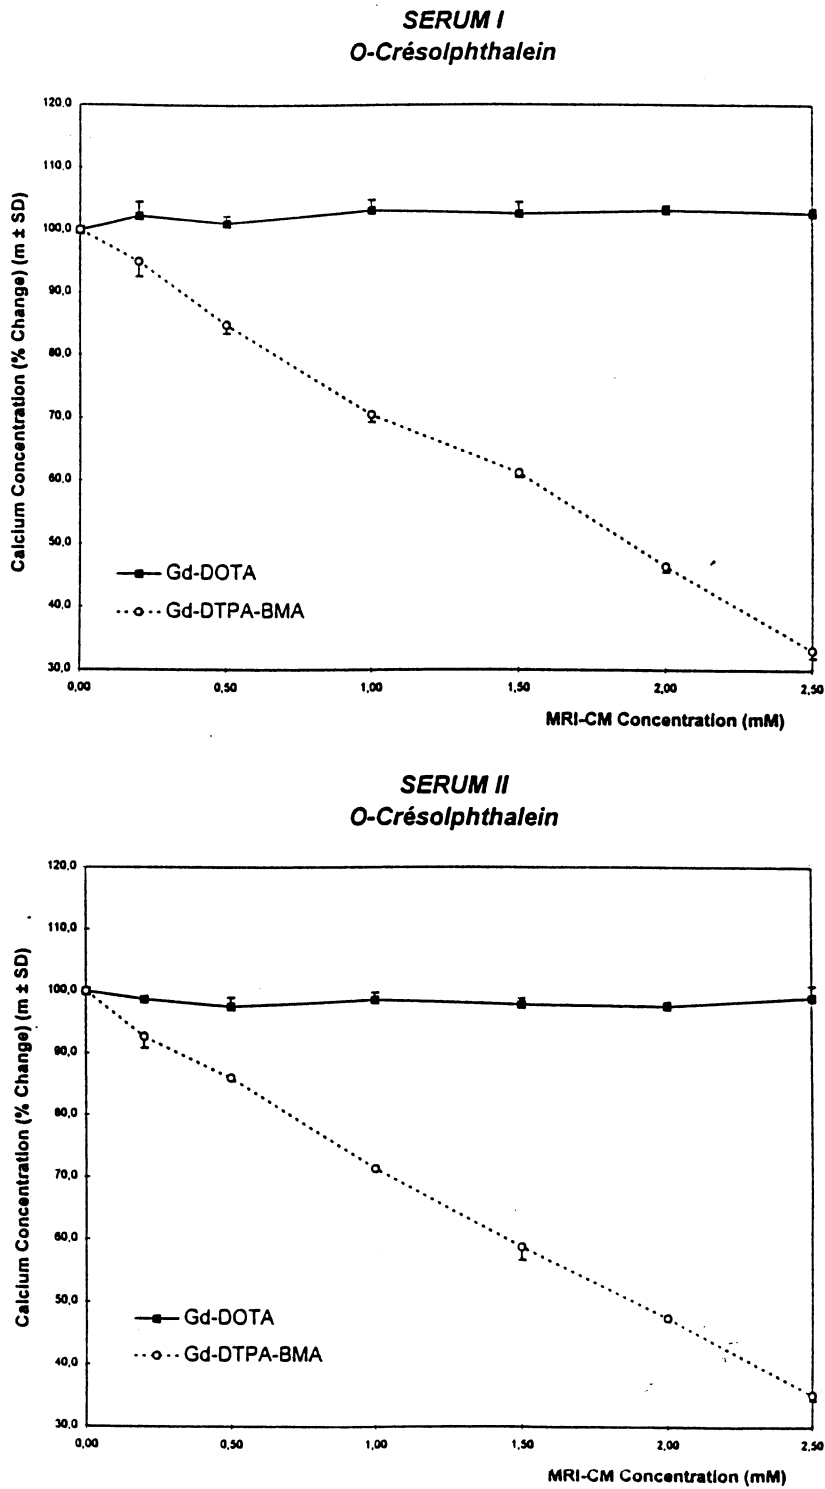 SERUM I
O-Crésolphthalein
120,0
110,0
100,0
90,0
80,0
70,0
60,0
50,0
40,0
30,0
Calcium Concentration (% Change) (m ± SD)
Gd-DOTA
Gd-DTPA-BMA
0,00 0,50 1,00 1,50 2,00 2,50
MRI-CM Concentration (mM)
SERUM II
O-Crésolphthalein
120,0
110,0
100,0
90,0
80,0
70,0
60,0
50,0
40,0
30,0
Calcium Concentration (% Change) (m ± SD)
Gd-DOTA
Gd-DTPA-BMA
0,00 0,50 1,00 1,50 2,00 2,50
MRI-CM Concentration (mM)